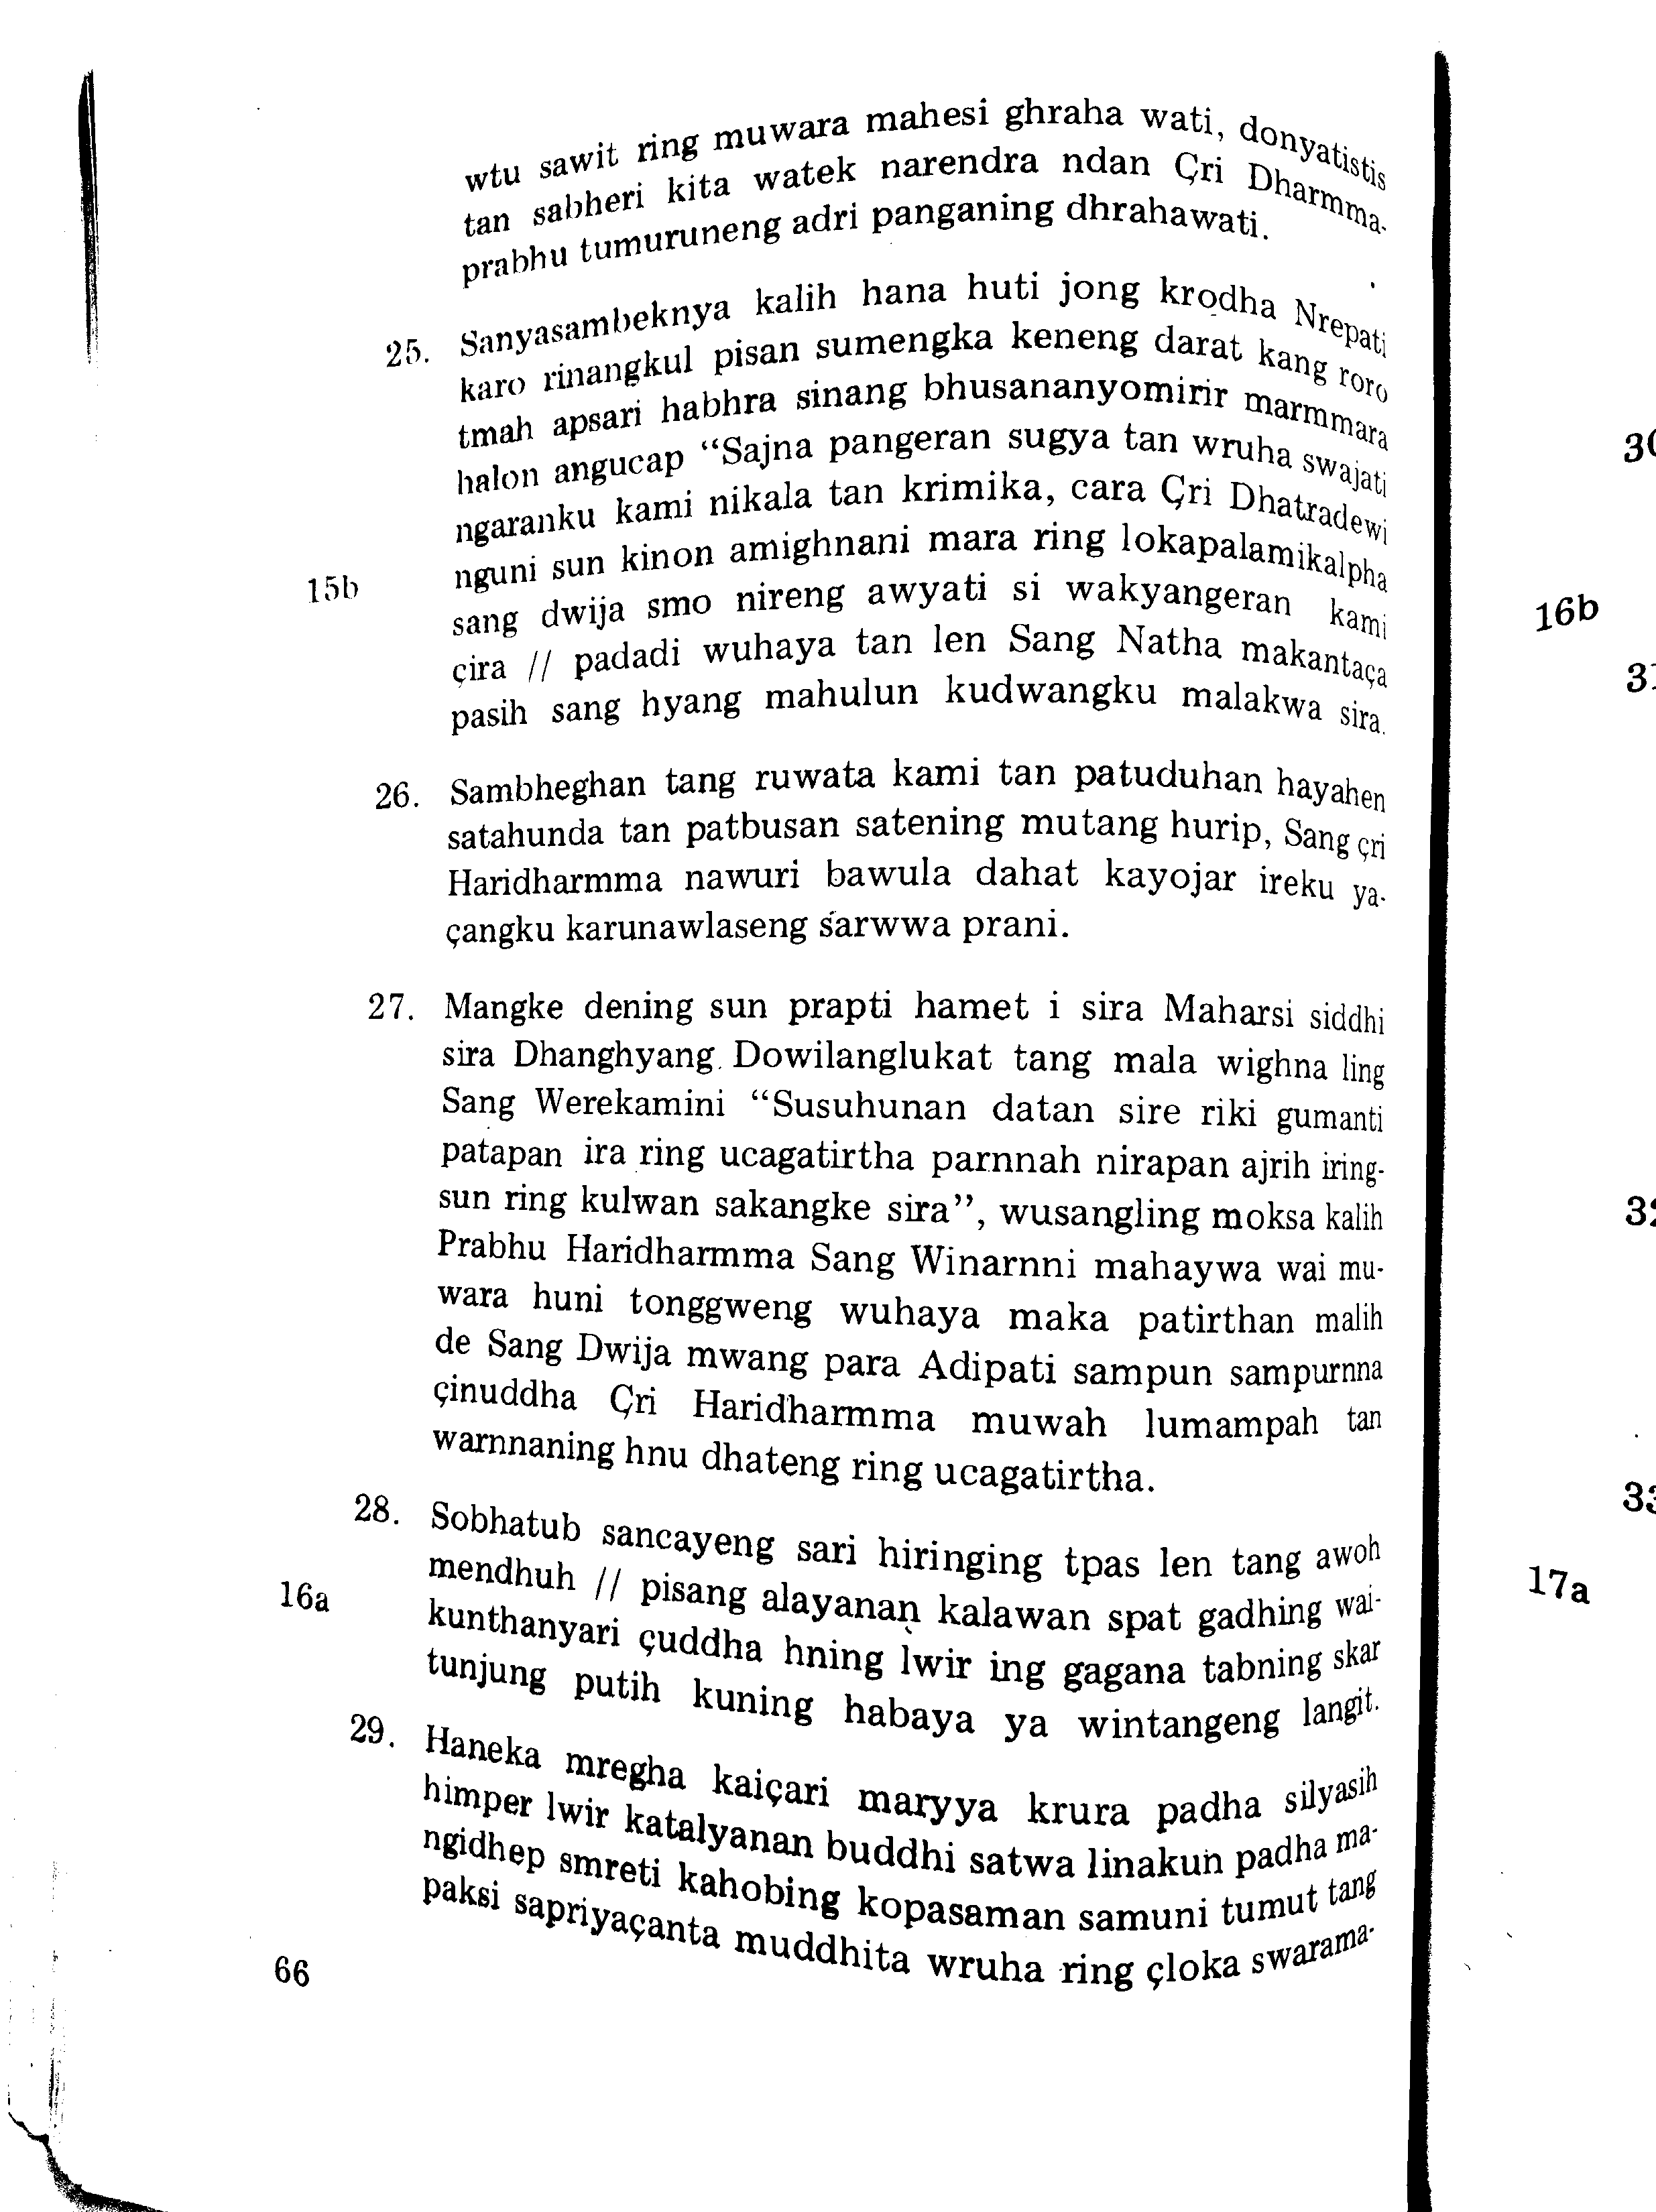 wtu sawit ring muwara mahesi ghraha wati, donyatistis
tan sabheri kita watek narendra ndan Çri Dharmma-
prabhu tumuruneng adri panganing dhrahawati.
25. Sanyasambeknya kalih hana huti jong krodha Nrepati
karo rinangkul pisan sumengka keneng darat kang roro
tmah apsari habhra sinang bhusananyomirir marmmara
halon angucap “Sajna pangeran sugya tan wruha swajati
ngaranku kami nikala tan krimika, cara Çri Dhatradewi
nguni sun kinon amighnani mara ring lokapalamikalpha
15b sang dwija smo nireng awyati si wakyangeran kami
çira // padadi wuhaya tan len Sang Natha makantaça
pasih sang hyang mahulun kudwangku malakwa sira.
26. Sambheghan tang ruwata kami tan patuduhan hayahen
satahunda tan patbusan satening mutang hurip, Sang çri
Haridharmma nawuri bawula dahat kayojar ireku ya-
çangku karunawlaseng sarwwa prani.
27. Mangke dening sun prapti hamet i sira Maharsi siddhi
sira Dhanghyang. Dowilanglukat tang mala wighna ling
Sang Werekamini “Susuhunan datan sire riki gumanti
patapan ira ring ucagatirtha parnnah nirapan ajrih iring-
sun ring kulwan sakangke sira”, wusangling moksa kalih
Prabhu Haridharmma Sang Winarnni mahaywa wai mu-
wara huni tonggweng wuhaya maka patirthan malih
de Sang Dwija mwang para Adipati sampun sampurnna
çinuddha Çri Haridharmma muwah lumampah tan
warnnaning hnu dhateng ring ucagatirtha.
28. Sobhatub sancayeng sari hiringing tpas len tang awoh
16a mendhuh // pisang alayanan kalawan spat gadhing wai-
kunthanyari çuddha hning lwir ing gagana tabning skar
tunjung putih kuning habaya ya wintangeng langit.
29. Haneka mregha kaiçari maryya krura padha silyasih
himper lwir katalyanan buddhi satwa linakun padha ma-
ngidhep smreti kahobing kopasaman samuni tumut tang
paksi sapriyaçanta muddhita wruha ring çloka swarama-
66
16b
17a